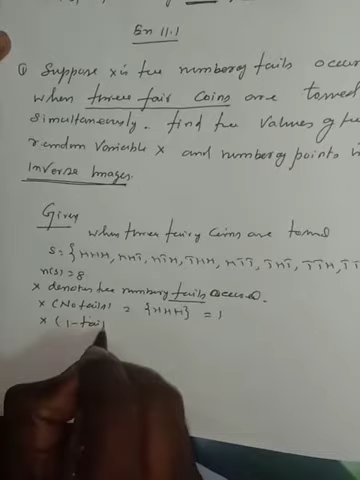 Ex 11.1
① Suppose x is the number of tails occur
when three fair Coins are tossed
simultaneously. find the Values of the
random variable x and number of points in
Inverse Images.
Given
when three fairy Coins are tossed
S = {HHH, HHT, HTH, THH, HTT, THT, TTH, TT
n(s) = 8
x denotes the number of tails occured.
x (No tails) = {HHH} = 1
x (1-tail